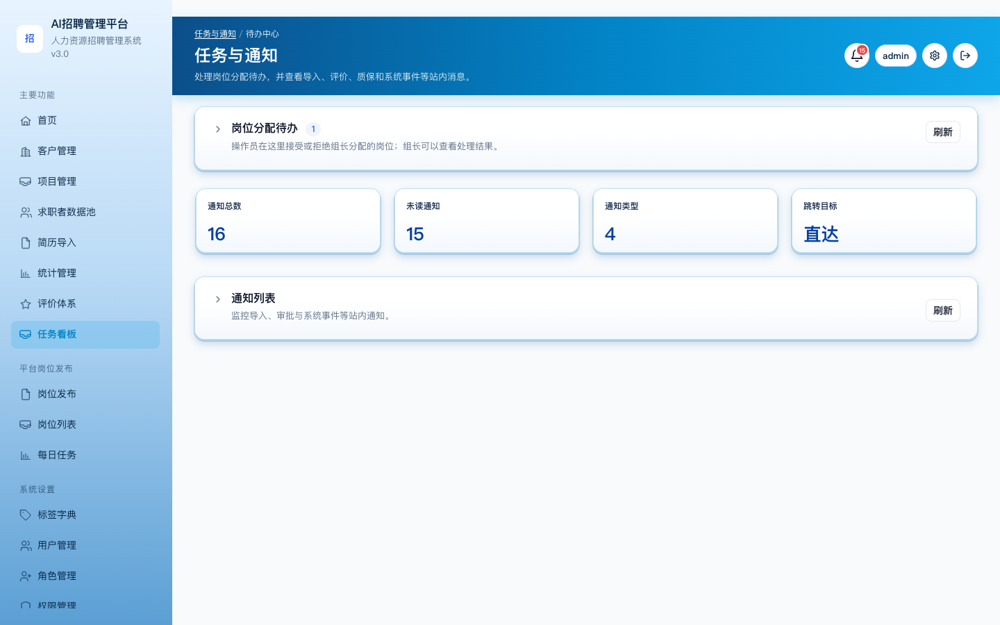 招
AI招聘管理平台
人力资源招聘管理系统
v3.0
主要功能
首页
客户管理
项目管理
求职者数据池
简历导入
统计管理
评价体系
任务看板
平台岗位发布
岗位发布
岗位列表
每日任务
系统设置
标签字典
用户管理
角色管理
权限管理
任务与通知 / 待办中心
任务与通知
处理岗位分配待办，并查看导入、评价、质保和系统事件等站内消息。
15
admin
岗位分配待办 1
操作员在这里接受或拒绝组长分配的岗位；组长可以查看处理结果。
刷新
通知总数
16
未读通知
15
通知类型
4
跳转目标
直达
通知列表
监控导入、审批与系统事件等站内通知。
刷新